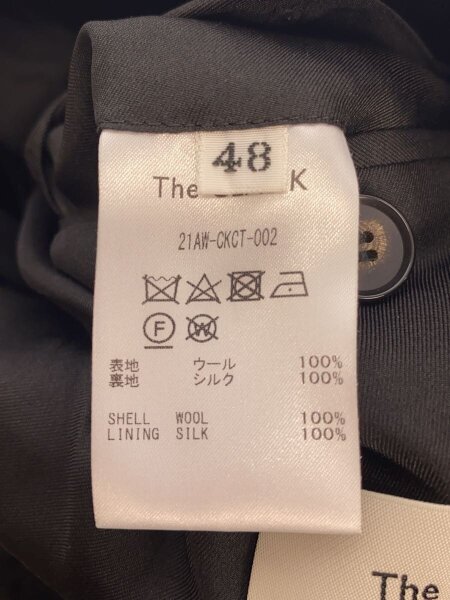 48
The K
21AW-CKCT-002
F
W
表地 ウール 100%
裏地 シルク 100%
SHELL WOOL 100%
LINING SILK 100%
The